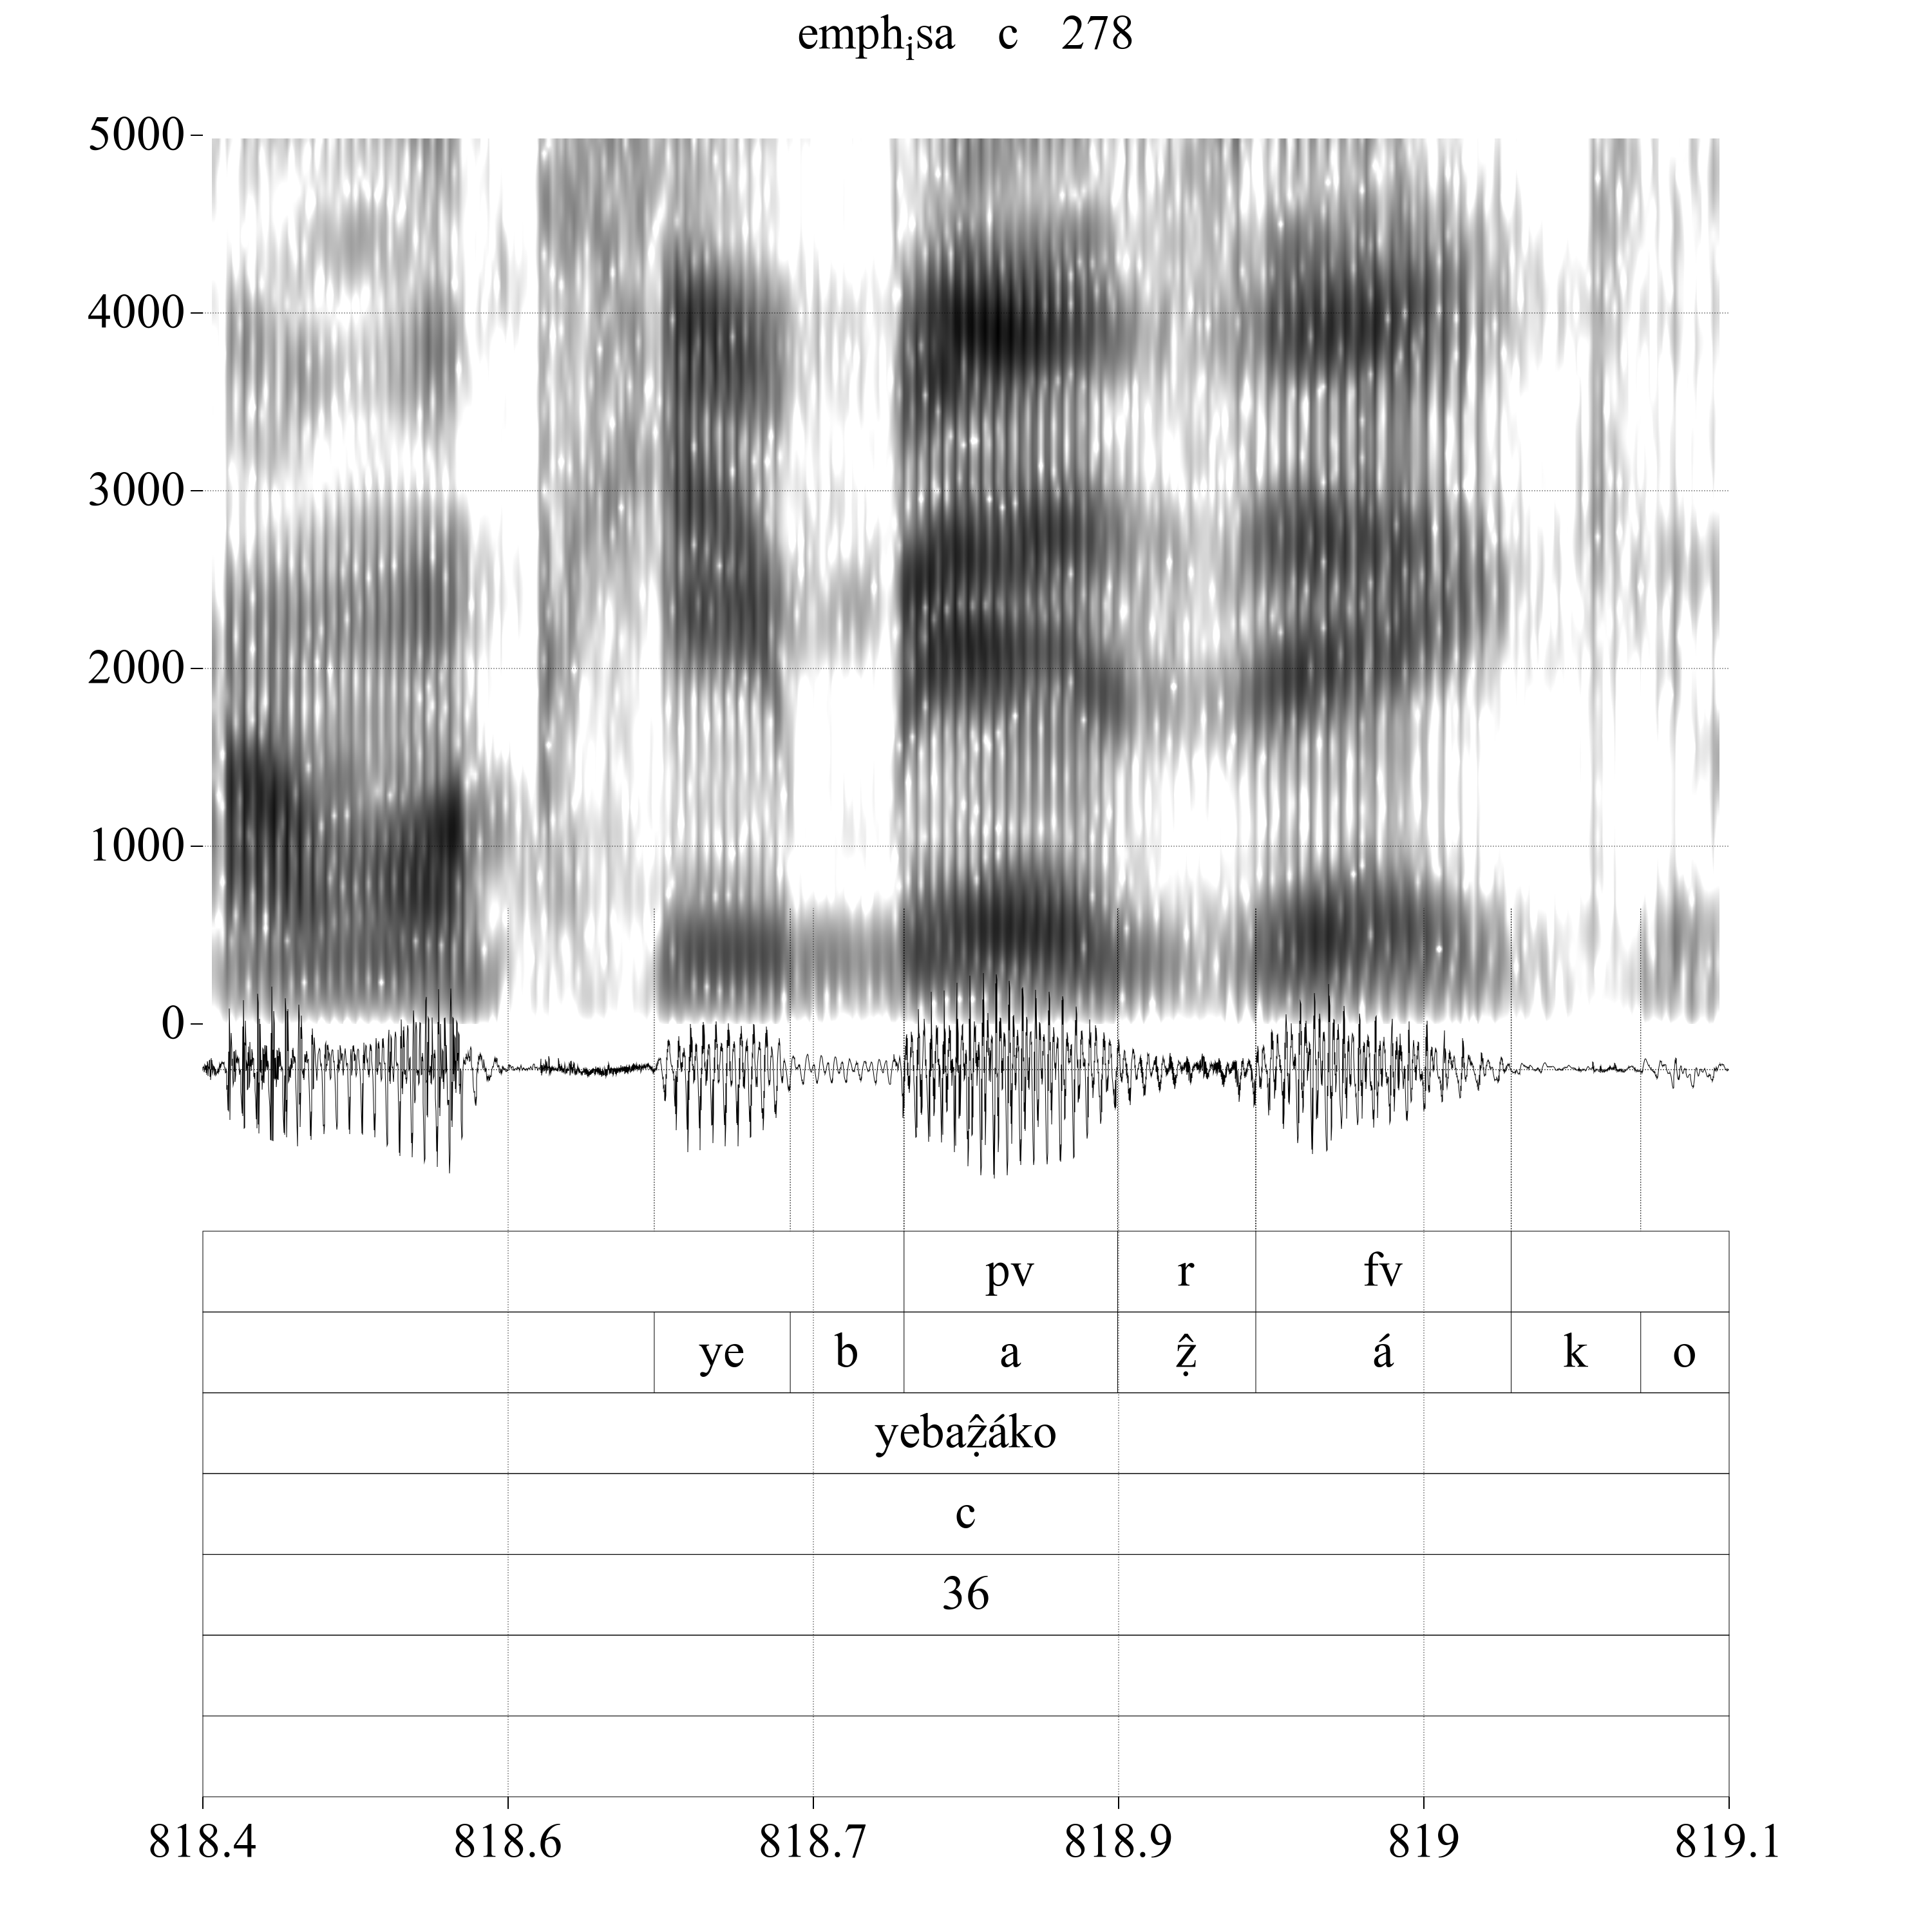 emphᵢsa c 278
5000
4000
3000
2000
1000
0
pv r fv
ye b a ẓ̂ á k o
yebaẓ̂áko
c
36
818.4 818.6 818.7 818.9 819 819.1